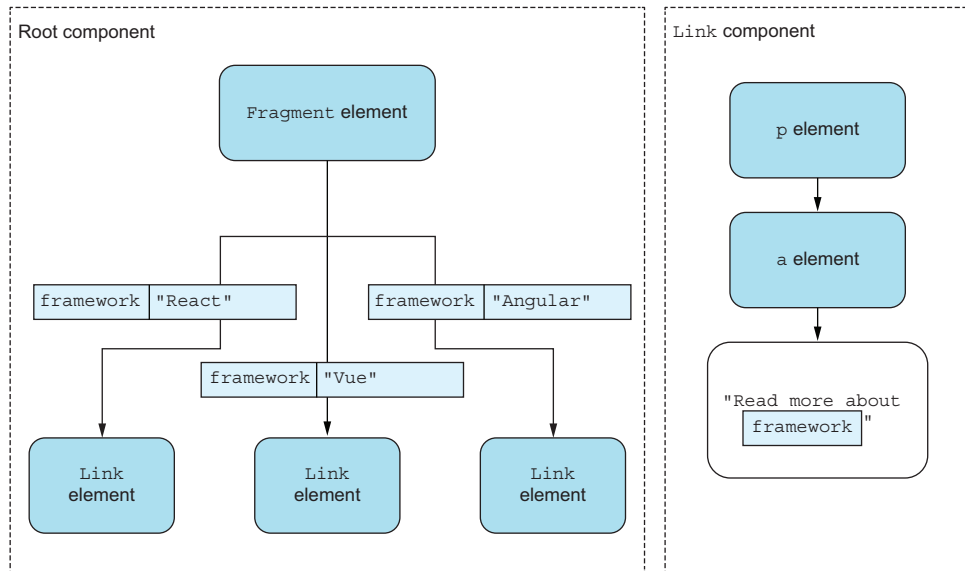 Root component
Fragment element
framework "React"
framework "Angular"
framework "Vue"
Link
element
Link
element
Link
element
Link component
p element
a element
"Read more about
framework "